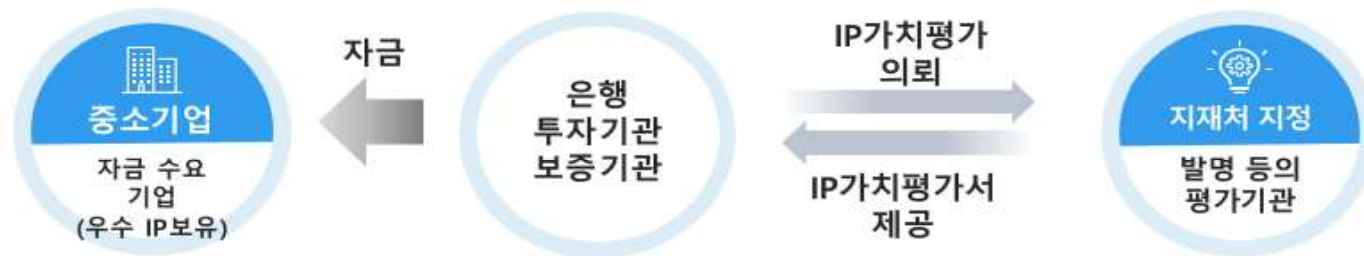 중소기업
자금 수요
기업
(우수 IP보유)
자금
은행
투자기관
보증기관
IP가치평가
의뢰
IP가치평가서
제공
지재처 지정
발명 등의
평가기관